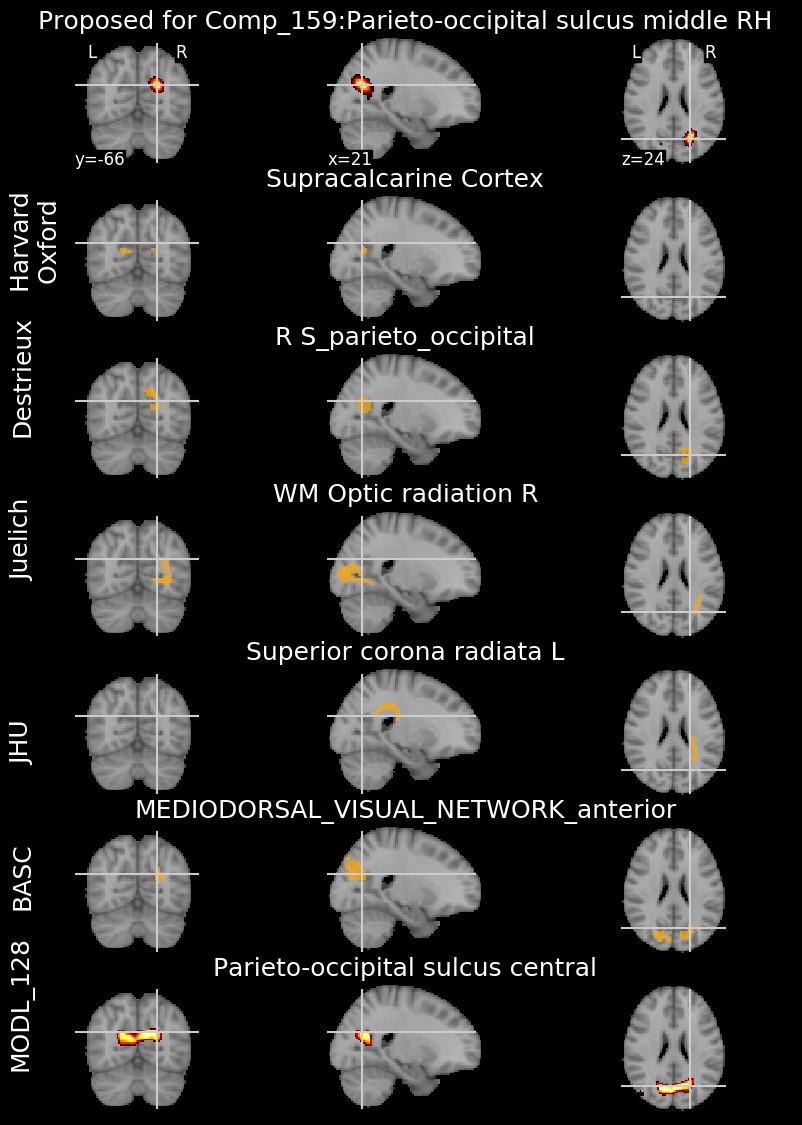 Proposed for Comp_159:Parieto-occipital sulcus middle RH
L R L R
y=-66 x=21 z=24
Supracalcarine Cortex
Harvard
Oxford
R S_parieto_occipital
Destrieux
WM Optic radiation R
Juelich
Superior corona radiata L
JHU
MEDIODORSAL_VISUAL_NETWORK_anterior
BASC
Parieto-occipital sulcus central
MODL_128